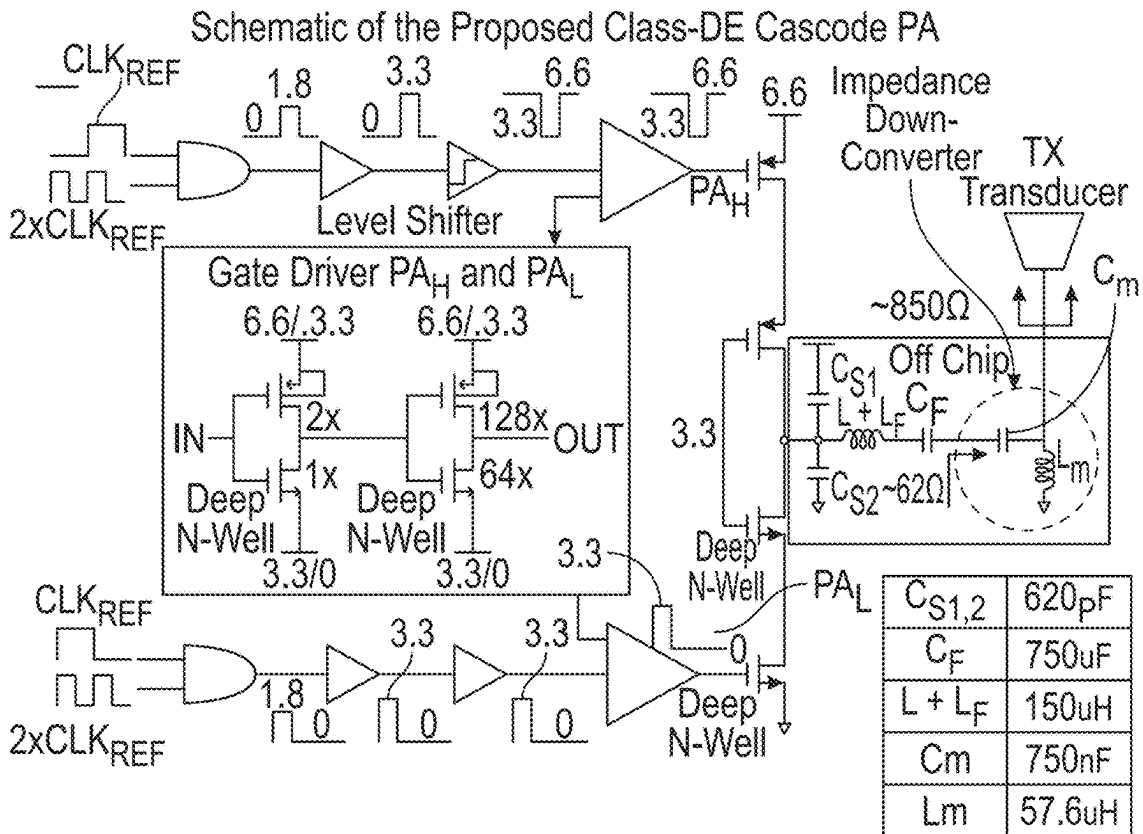 Schematic of the Proposed Class-DE Cascode PA
CLK_REF
1.8
0
3.3
0
6.6
3.3
6.6
3.3
6.6
Impedance
Down-
Converter
TX
Transducer
2xCLK_REF
Level Shifter
PA_H
C_m
~850Ω
Gate Driver PA_H and PA_L
6.6/.3.3
6.6/.3.3
IN
2x
1x
128x
64x
OUT
Deep
N-Well
Deep
N-Well
3.3/0
3.3/0
3.3
Off Chip
C_S1
L + L_F
C_F
C_S2
~62Ω
L_m
Deep
N-Well
3.3
PA_L
0
CLK_REF
2xCLK_REF
1.8
0
3.3
0
3.3
0
Deep
N-Well
C_S1,2 620pF
C_F 750uF
L + L_F 150uH
Cm 750nF
Lm 57.6uH